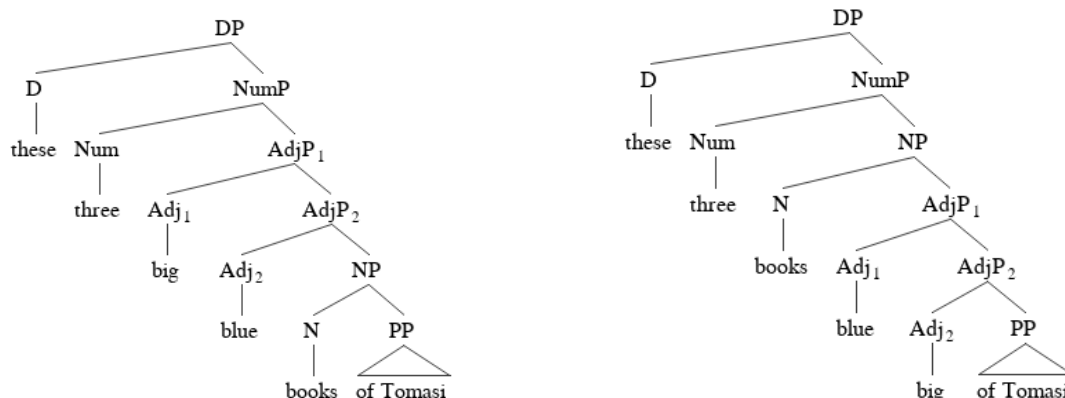 DP
D NumP
these Num AdjP₁
three Adj₁ AdjP₂
big Adj₂ NP
blue N PP
books of Tomasi
DP
D NumP
these Num NP
three N AdjP₁
books Adj₁ AdjP₂
blue Adj₂ PP
big of Tomasi